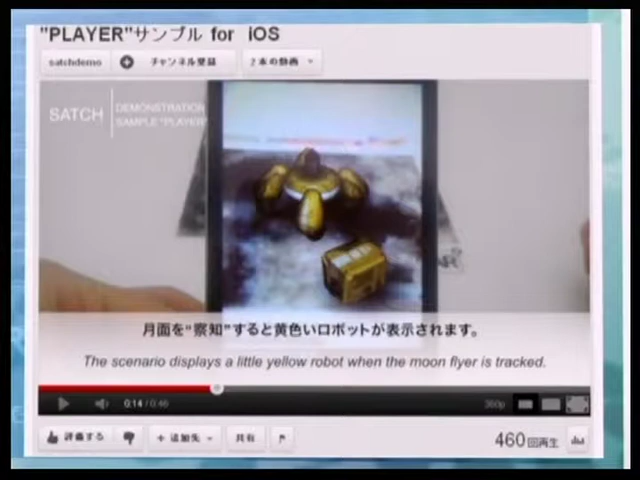 "PLAYER"サンプル for iOS
satchdemo
チャンネル登録
2 本の動画
SATCH
DEMONSTRATION
SAMPLE "PLAYER"
月面を“察知”すると黄色いロボットが表示されます。
The scenario displays a little yellow robot when the moon flyer is tracked.
0:14 / 0:46
360p
評価する
+ 追加先
共有
460回再生